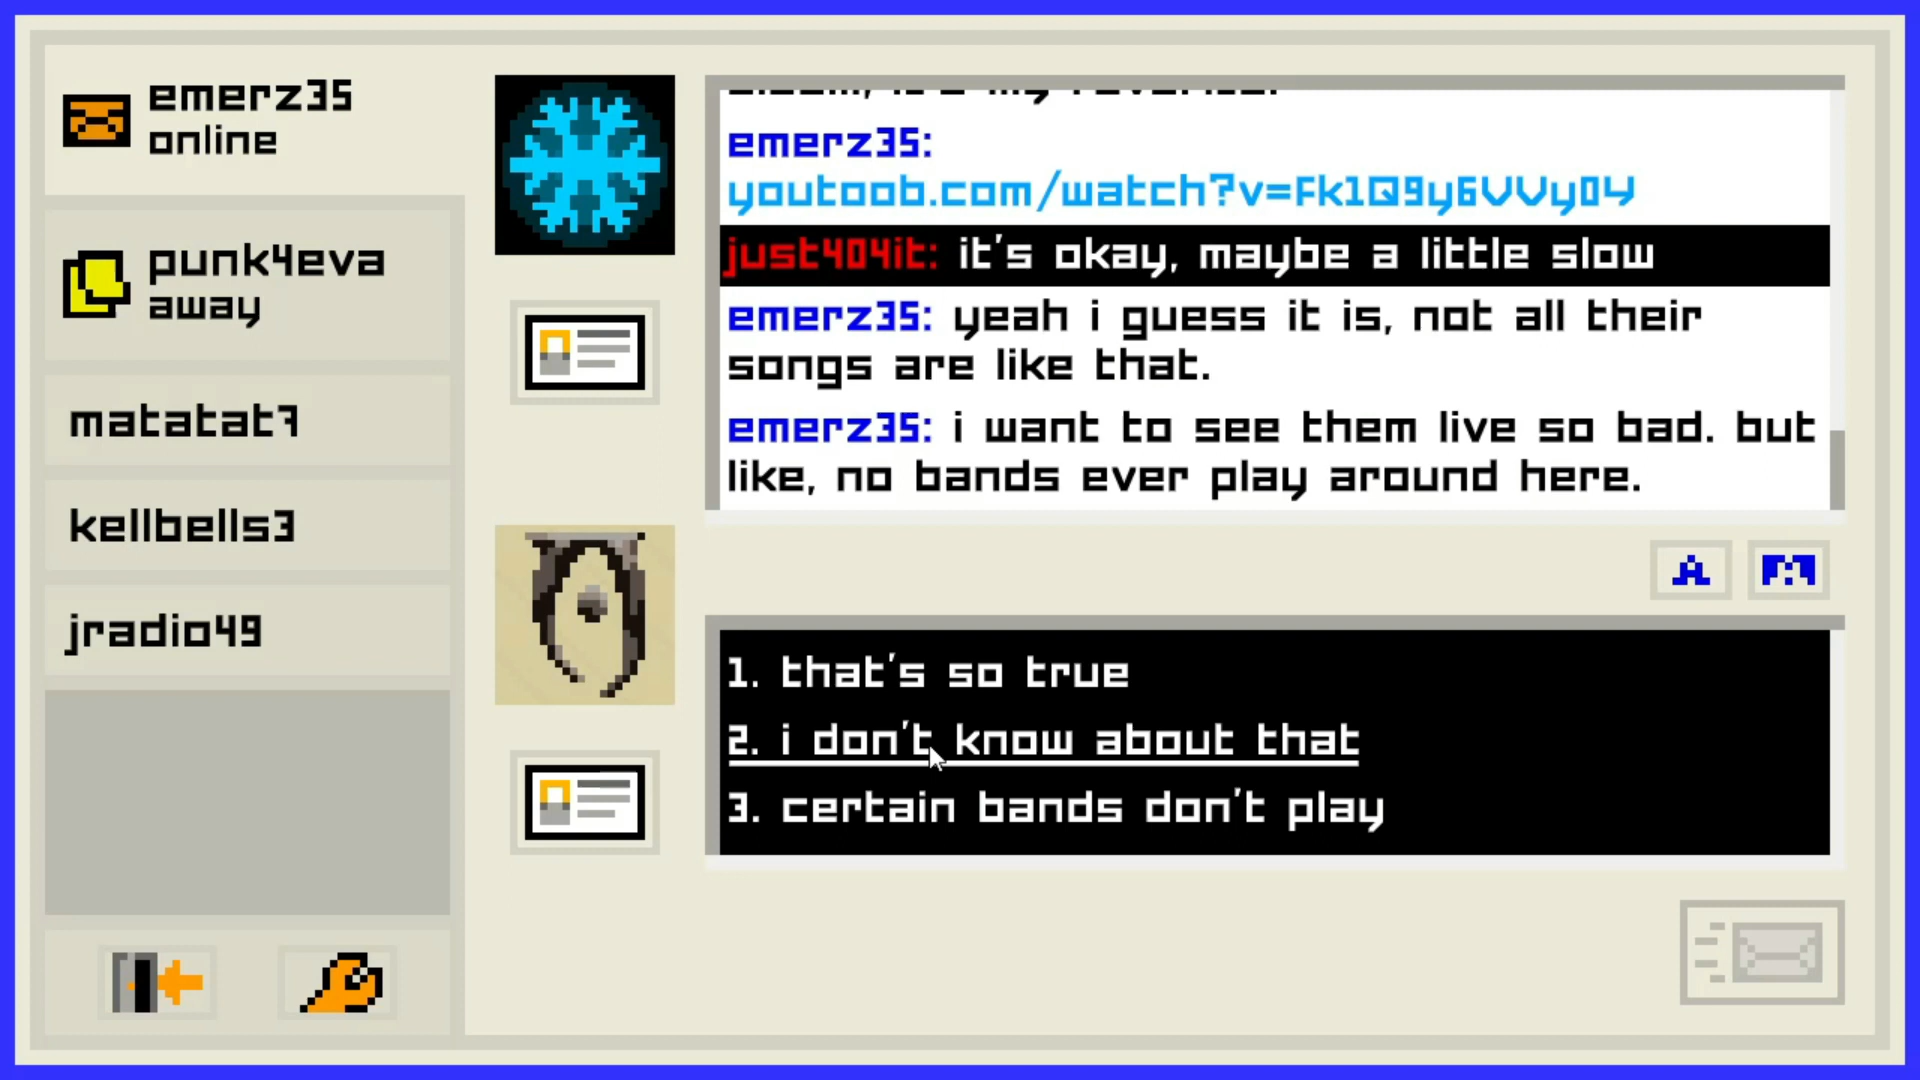 emerz35
online
punk4eva
away
matatat7
kellbells3
jradio49
emerz35:
youtoob.com/watch?v=Fk1Q9y6VVy04
just404it: it's okay, maybe a little slow
emerz35: yeah i guess it is, not all their
songs are like that.
emerz35: i want to see them live so bad. but
like, no bands ever play around here.
A
1. that's so true
2. i don't know about that
3. certain bands don't play